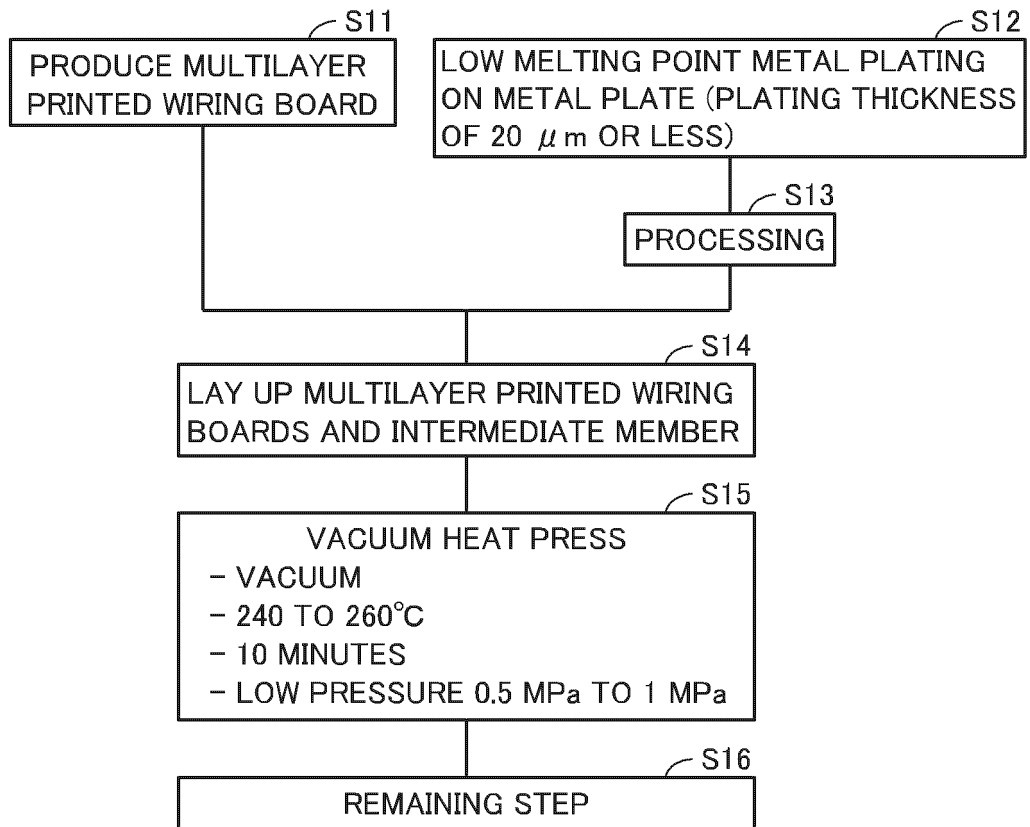 S11
PRODUCE MULTILAYER
PRINTED WIRING BOARD
S12
LOW MELTING POINT METAL PLATING
ON METAL PLATE (PLATING THICKNESS
OF 20 μm OR LESS)
S13
PROCESSING
S14
LAY UP MULTILAYER PRINTED WIRING
BOARDS AND INTERMEDIATE MEMBER
S15
VACUUM HEAT PRESS
– VACUUM
– 240 TO 260°C
– 10 MINUTES
– LOW PRESSURE 0.5 MPa TO 1 MPa
S16
REMAINING STEP